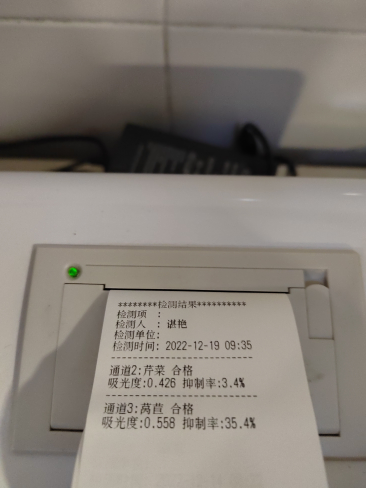 ********检测结果**********
检测项 :
检测人 : 谌艳
检测单位:
检测时间: 2022-12-19 09:35
--------------------------
通道2:芹菜 合格
吸光度:0.426 抑制率:3.4%
--------------------------
通道3:莴苣 合格
吸光度:0.558 抑制率:35.4%